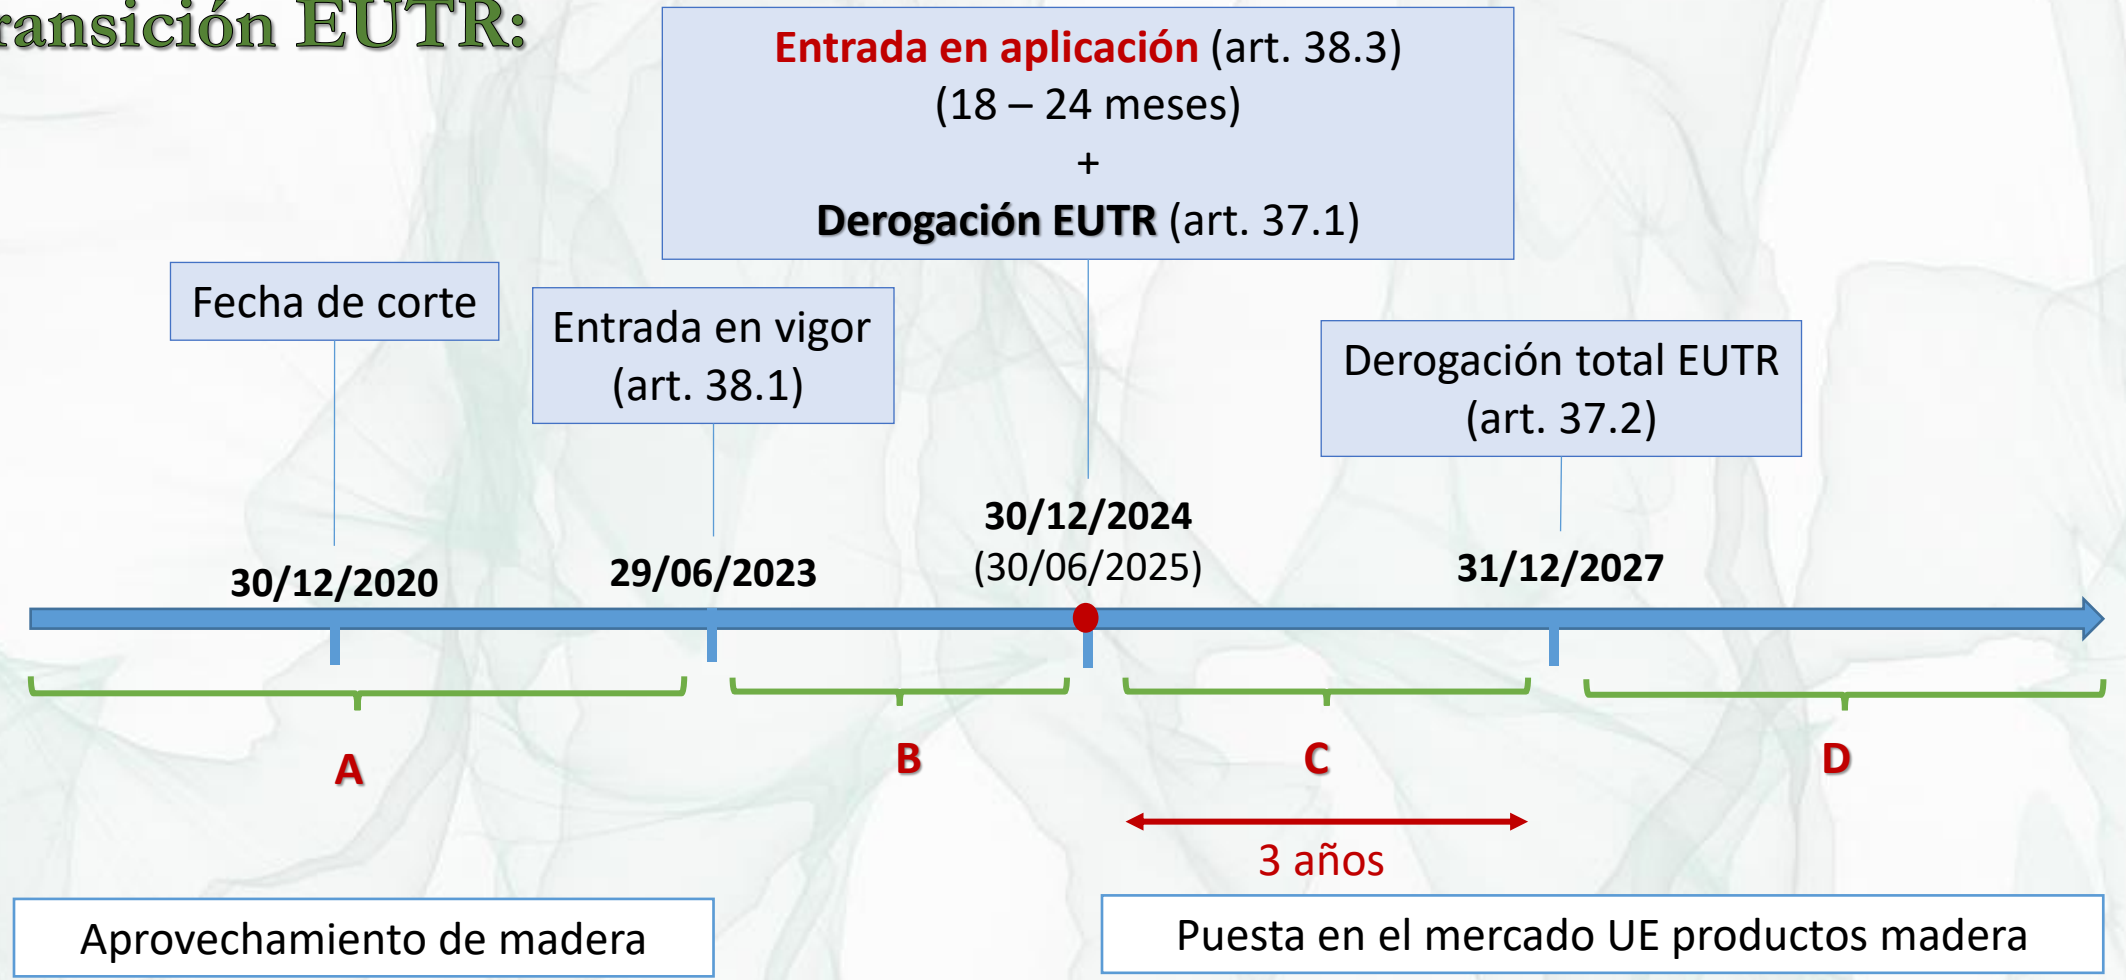 ransición EUTR:
Entrada en aplicación (art. 38.3)
(18 – 24 meses)
+
Derogación EUTR (art. 37.1)
Fecha de corte
Entrada en vigor
(art. 38.1)
Derogación total EUTR
(art. 37.2)
30/12/2020
29/06/2023
30/12/2024
(30/06/2025)
31/12/2027
A
B
C
D
3 años
Aprovechamiento de madera
Puesta en el mercado UE productos madera